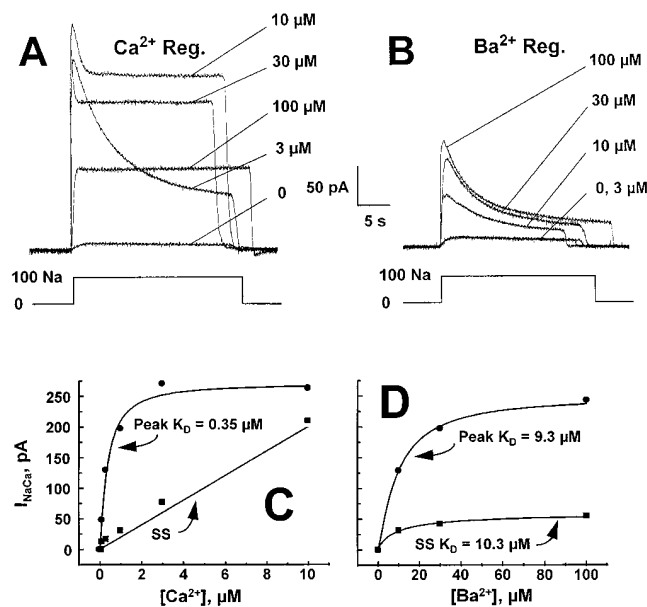 A
Ca²⁺ Reg.
10 µM
30 µM
100 µM
3 µM
0
50 pA
5 s
100 Na
0
B
Ba²⁺ Reg.
100 µM
30 µM
10 µM
0, 3 µM
100 Na
0
I_NaCa, pA
250
200
150
100
50
0
Peak K_D = 0.35 µM
SS
C
0 2 4 6 8 10
[Ca²⁺], µM
D
Peak K_D = 9.3 µM
SS K_D = 10.3 µM
0 20 40 60 80 100
[Ba²⁺], µM